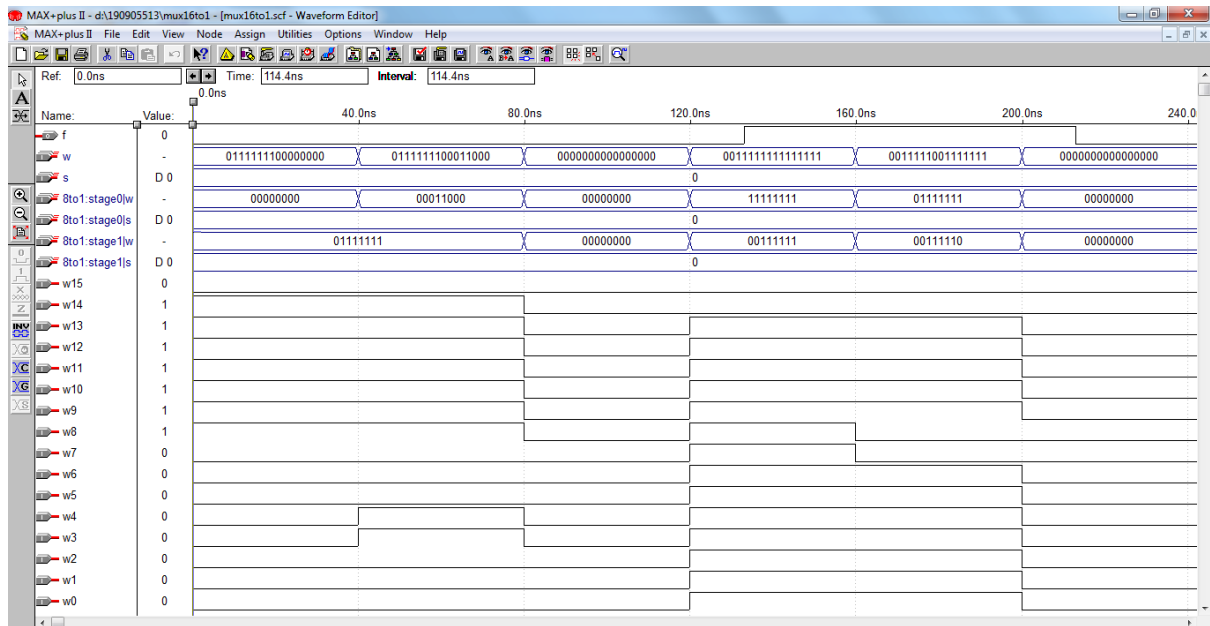 MAX+plus II - d:\190905513\mux16to1 - [mux16to1.scf - Waveform Editor]
MAX+plus II File Edit View Node Assign Utilities Options Window Help
Ref: 0.0ns Time: 114.4ns Interval: 114.4ns
0.0ns
Name: Value: 40.0ns 80.0ns 120.0ns 160.0ns 200.0ns 240.0
f 0
w - 0111111100000000 0111111100011000 0000000000000000 0011111111111111 0011111001111111 0000000000000000
s D 0 0
8to1:stage0|w - 00000000 00011000 00000000 11111111 01111111 00000000
8to1:stage0|s D 0 0
8to1:stage1|w - 01111111 00000000 00111111 00111110 00000000
8to1:stage1|s D 0 0
w15 0
w14 1
w13 1
w12 1
w11 1
w10 1
w9 1
w8 1
w7 0
w6 0
w5 0
w4 0
w3 0
w2 0
w1 0
w0 0